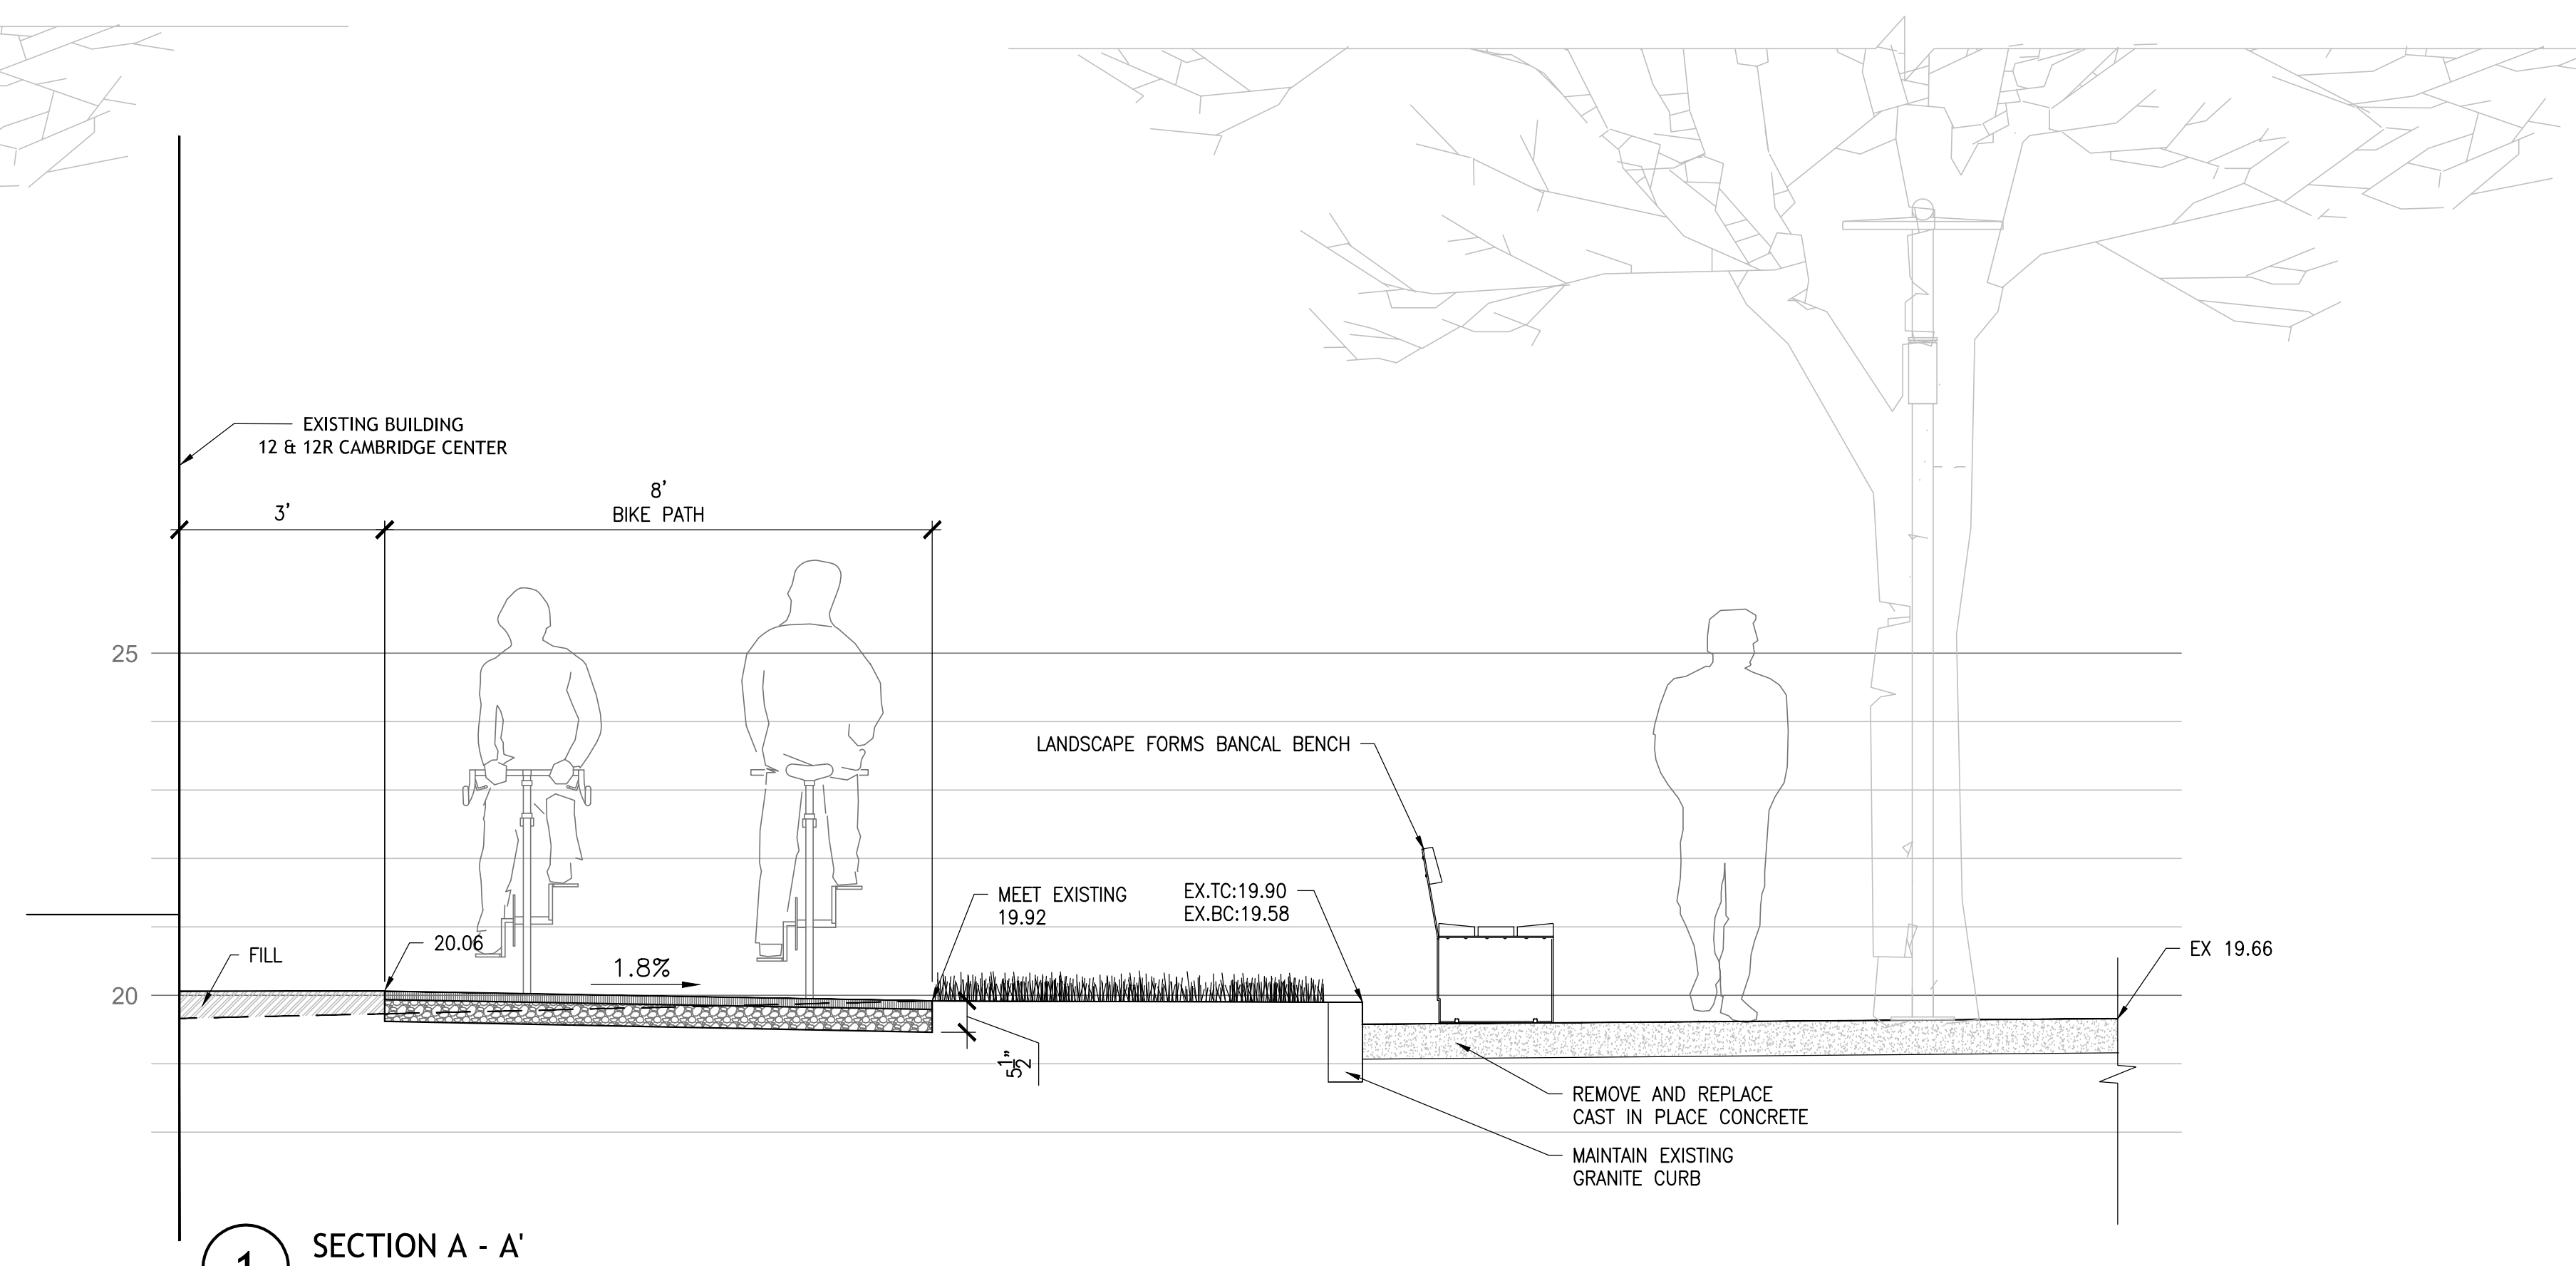 EXISTING BUILDING
12 & 12R CAMBRIDGE CENTER
8'
3'
BIKE PATH
25
LANDSCAPE FORMS BANCAL BENCH
MEET EXISTING
19.92
EX.TC:19.90
EX.BC:19.58
20.06
FILL
1.8%
EX 19.66
20
5 1/2"
REMOVE AND REPLACE
CAST IN PLACE CONCRETE
MAINTAIN EXISTING
GRANITE CURB
1
SECTION A - A'